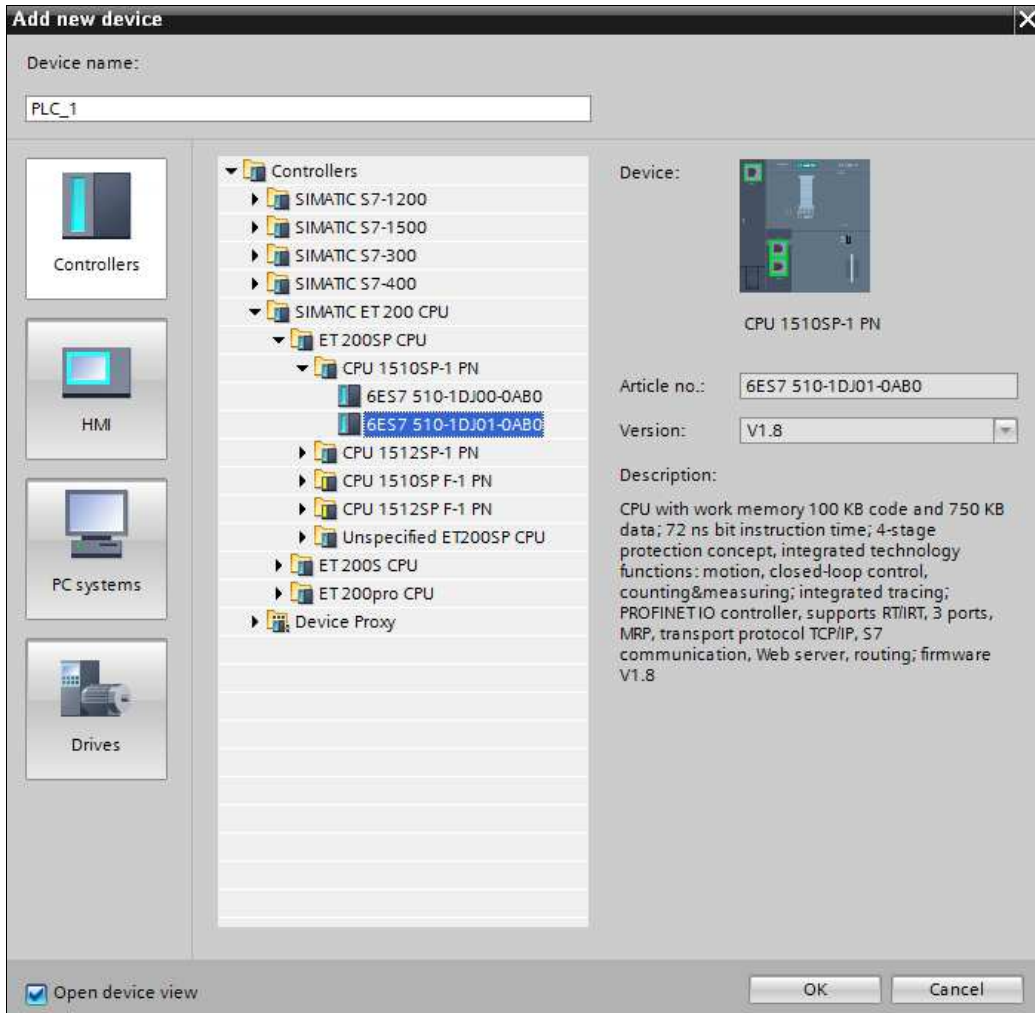 Add new device
Device name:
PLC_1
Controllers
HMI
PC systems
Drives
Controllers
SIMATIC S7-1200
SIMATIC S7-1500
SIMATIC S7-300
SIMATIC S7-400
SIMATIC ET 200 CPU
ET 200SP CPU
CPU 1510SP-1 PN
6ES7 510-1DJ00-0AB0
6ES7 510-1DJ01-0AB0
CPU 1512SP-1 PN
CPU 1510SP F-1 PN
CPU 1512SP F-1 PN
Unspecified ET200SP CPU
ET 200S CPU
ET 200pro CPU
Device Proxy
Device:
CPU 1510SP-1 PN
Article no.: 6ES7 510-1DJ01-0AB0
Version: V1.8
Description:
CPU with work memory 100 KB code and 750 KB
data; 72 ns bit instruction time; 4-stage
protection concept, integrated technology
functions: motion, closed-loop control,
counting&measuring; integrated tracing;
PROFINET IO controller, supports RT/IRT, 3 ports,
MRP, transport protocol TCP/IP, S7
communication, Web server, routing; firmware
V1.8
Open device view
OK
Cancel